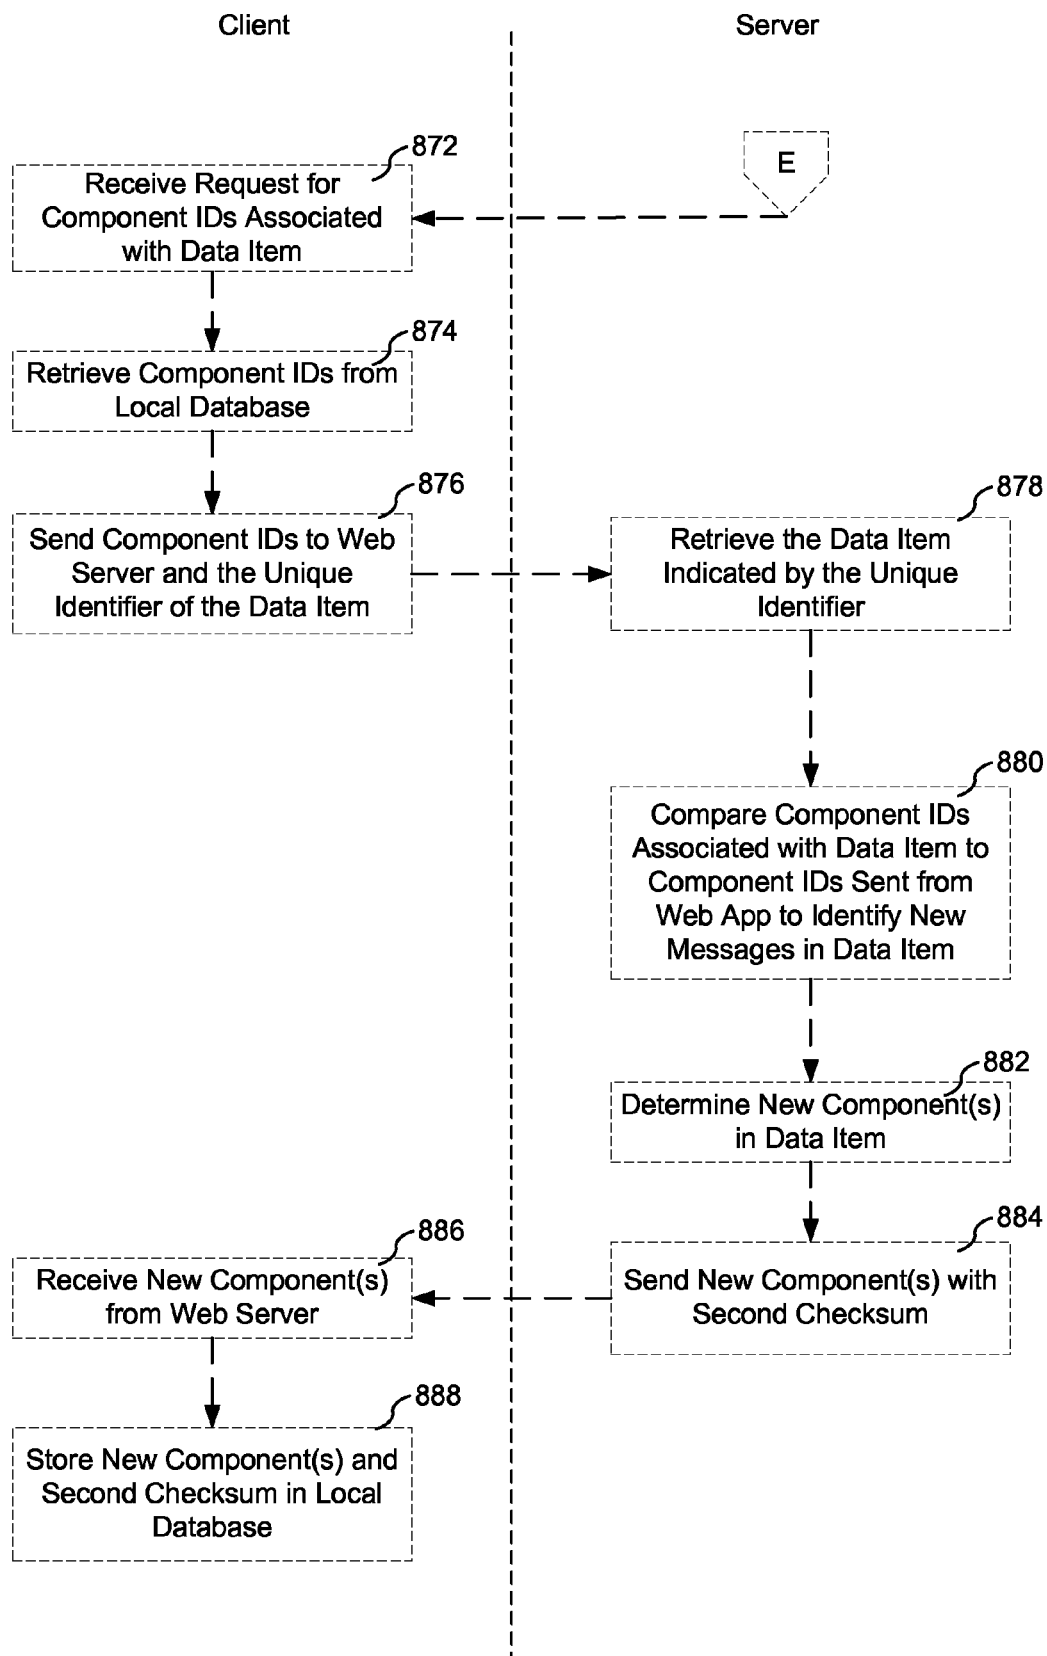 Client
Server
E
872
Receive Request for
Component IDs Associated
with Data Item
874
Retrieve Component IDs from
Local Database
876
Send Component IDs to Web
Server and the Unique
Identifier of the Data Item
878
Retrieve the Data Item
Indicated by the Unique
Identifier
880
Compare Component IDs
Associated with Data Item to
Component IDs Sent from
Web App to Identify New
Messages in Data Item
882
Determine New Component(s)
in Data Item
884
Send New Component(s) with
Second Checksum
886
Receive New Component(s)
from Web Server
888
Store New Component(s) and
Second Checksum in Local
Database